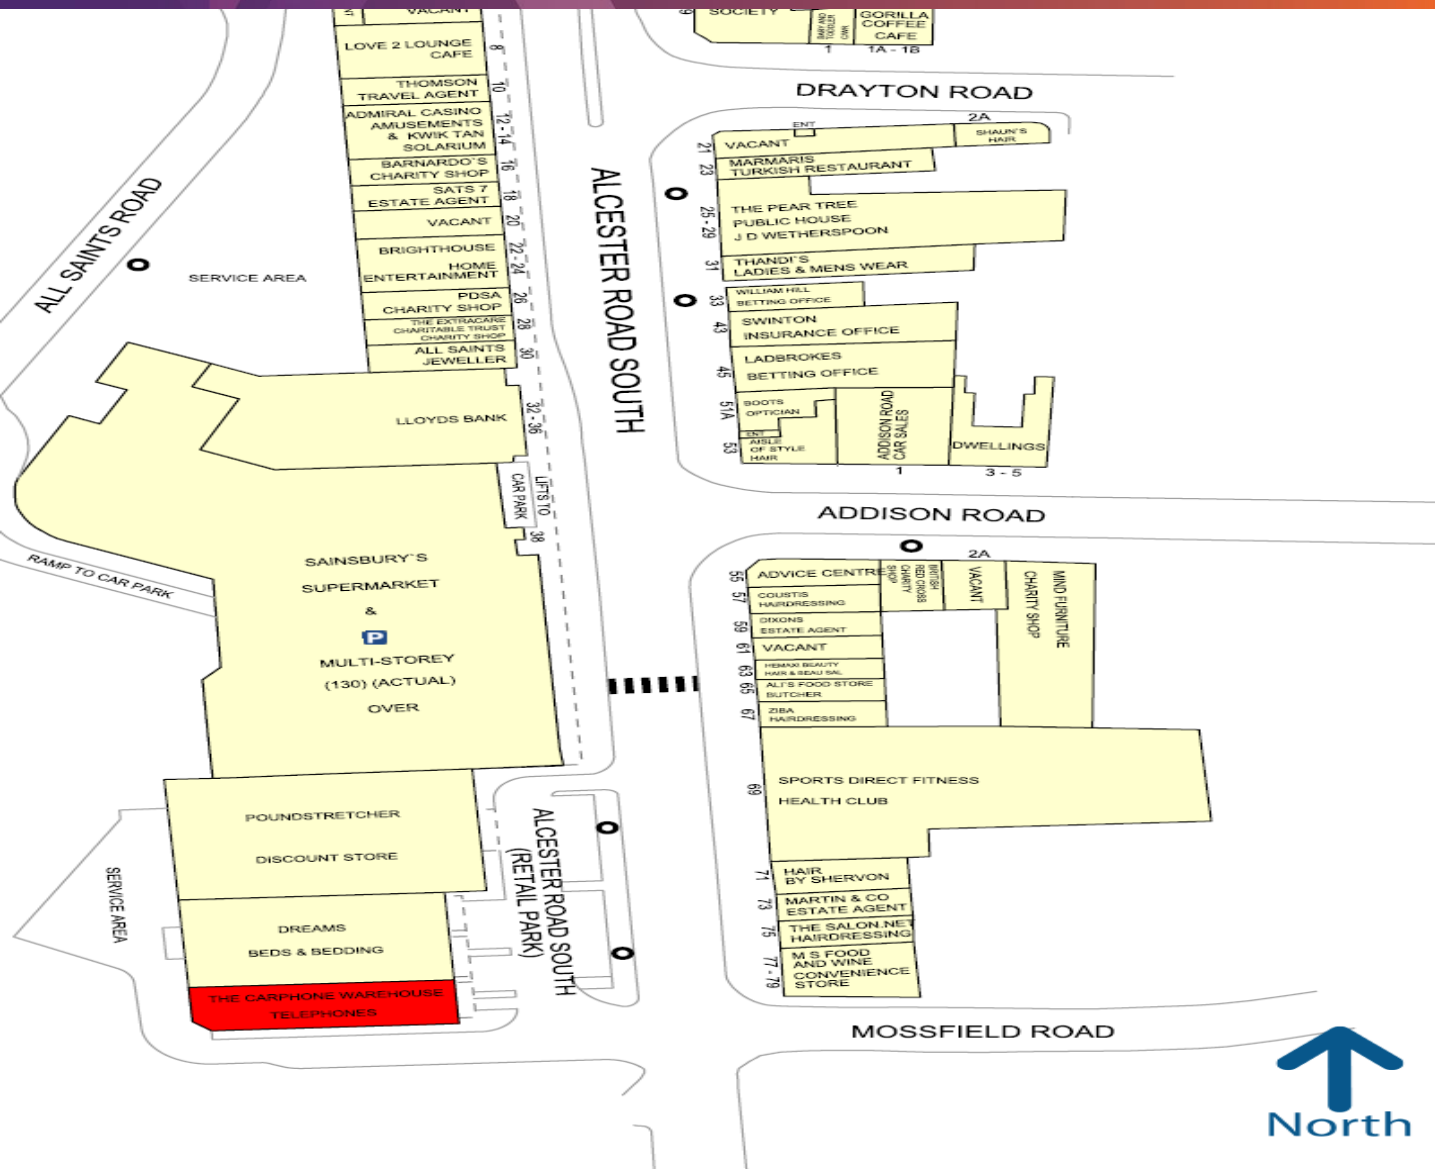 VACANT
LOVE 2 LOUNGE
CAFE
8
THOMSON
TRAVEL AGENT
10
ADMIRAL CASINO
AMUSEMENTS
& KWIK TAN
SOLARIUM
12-14
BARNARDO`S
CHARITY SHOP
16
SATS 7
ESTATE AGENT
18
VACANT
20
BRIGHTHOUSE
HOME
ENTERTAINMENT
22-24
PDSA
CHARITY SHOP
26
THE EXTRACARE
CHARITABLE TRUST
CHARITY SHOP
28
ALL SAINTS
JEWELLER
30
LLOYDS BANK
32-36
LIFTS TO
CAR PARK
38
ALL SAINTS ROAD
SERVICE AREA
RAMP TO CAR PARK
SAINSBURY`S
SUPERMARKET
&
P
MULTI-STOREY
(130) (ACTUAL)
OVER
POUNDSTRETCHER
DISCOUNT STORE
SERVICE AREA
DREAMS
BEDS & BEDDING
THE CARPHONE WAREHOUSE
TELEPHONES
ALCESTER ROAD SOUTH
(RETAIL PARK)
ALCESTER ROAD SOUTH
SOCIETY
BABY AND
TODDLER
1
GORILLA
COFFEE
CAFE
1A - 1B
DRAYTON ROAD
2A
ENT
21
VACANT
SHAUN`S
HAIR
23
MARMARIS
TURKISH RESTAURANT
25 - 29
THE PEAR TREE
PUBLIC HOUSE
J D WETHERSPOON
31
THANDI`S
LADIES & MENS WEAR
33
WILLIAM HILL
BETTING OFFICE
43
SWINTON
INSURANCE OFFICE
45
LADBROKES
BETTING OFFICE
51A
BOOTS
OPTICIAN
ENT
53
AISLE
OF STYLE
HAIR
ADDISON ROAD
CAR SALES
1
DWELLINGS
3 - 5
ADDISON ROAD
2A
55
ADVICE CENTRE
BRITISH
RED CROSS
CHARITY
SHOP
VACANT
MIND FURNITURE
CHARITY SHOP
57
COUSTIS
HAIRDRESSING
59
DIXONS
ESTATE AGENT
61
VACANT
63
HEMAXI BEAUTY
HAIR & BEAU SAL
65
ALI`S FOOD STORE
BUTCHER
67
ZIBA
HAIRDRESSING
69
SPORTS DIRECT FITNESS
HEALTH CLUB
71
HAIR
BY SHERVON
73
MARTIN & CO
ESTATE AGENT
75
THE SALON.NET
HAIRDRESSING
77 - 79
M S FOOD
AND WINE
CONVENIENCE
STORE
MOSSFIELD ROAD
North